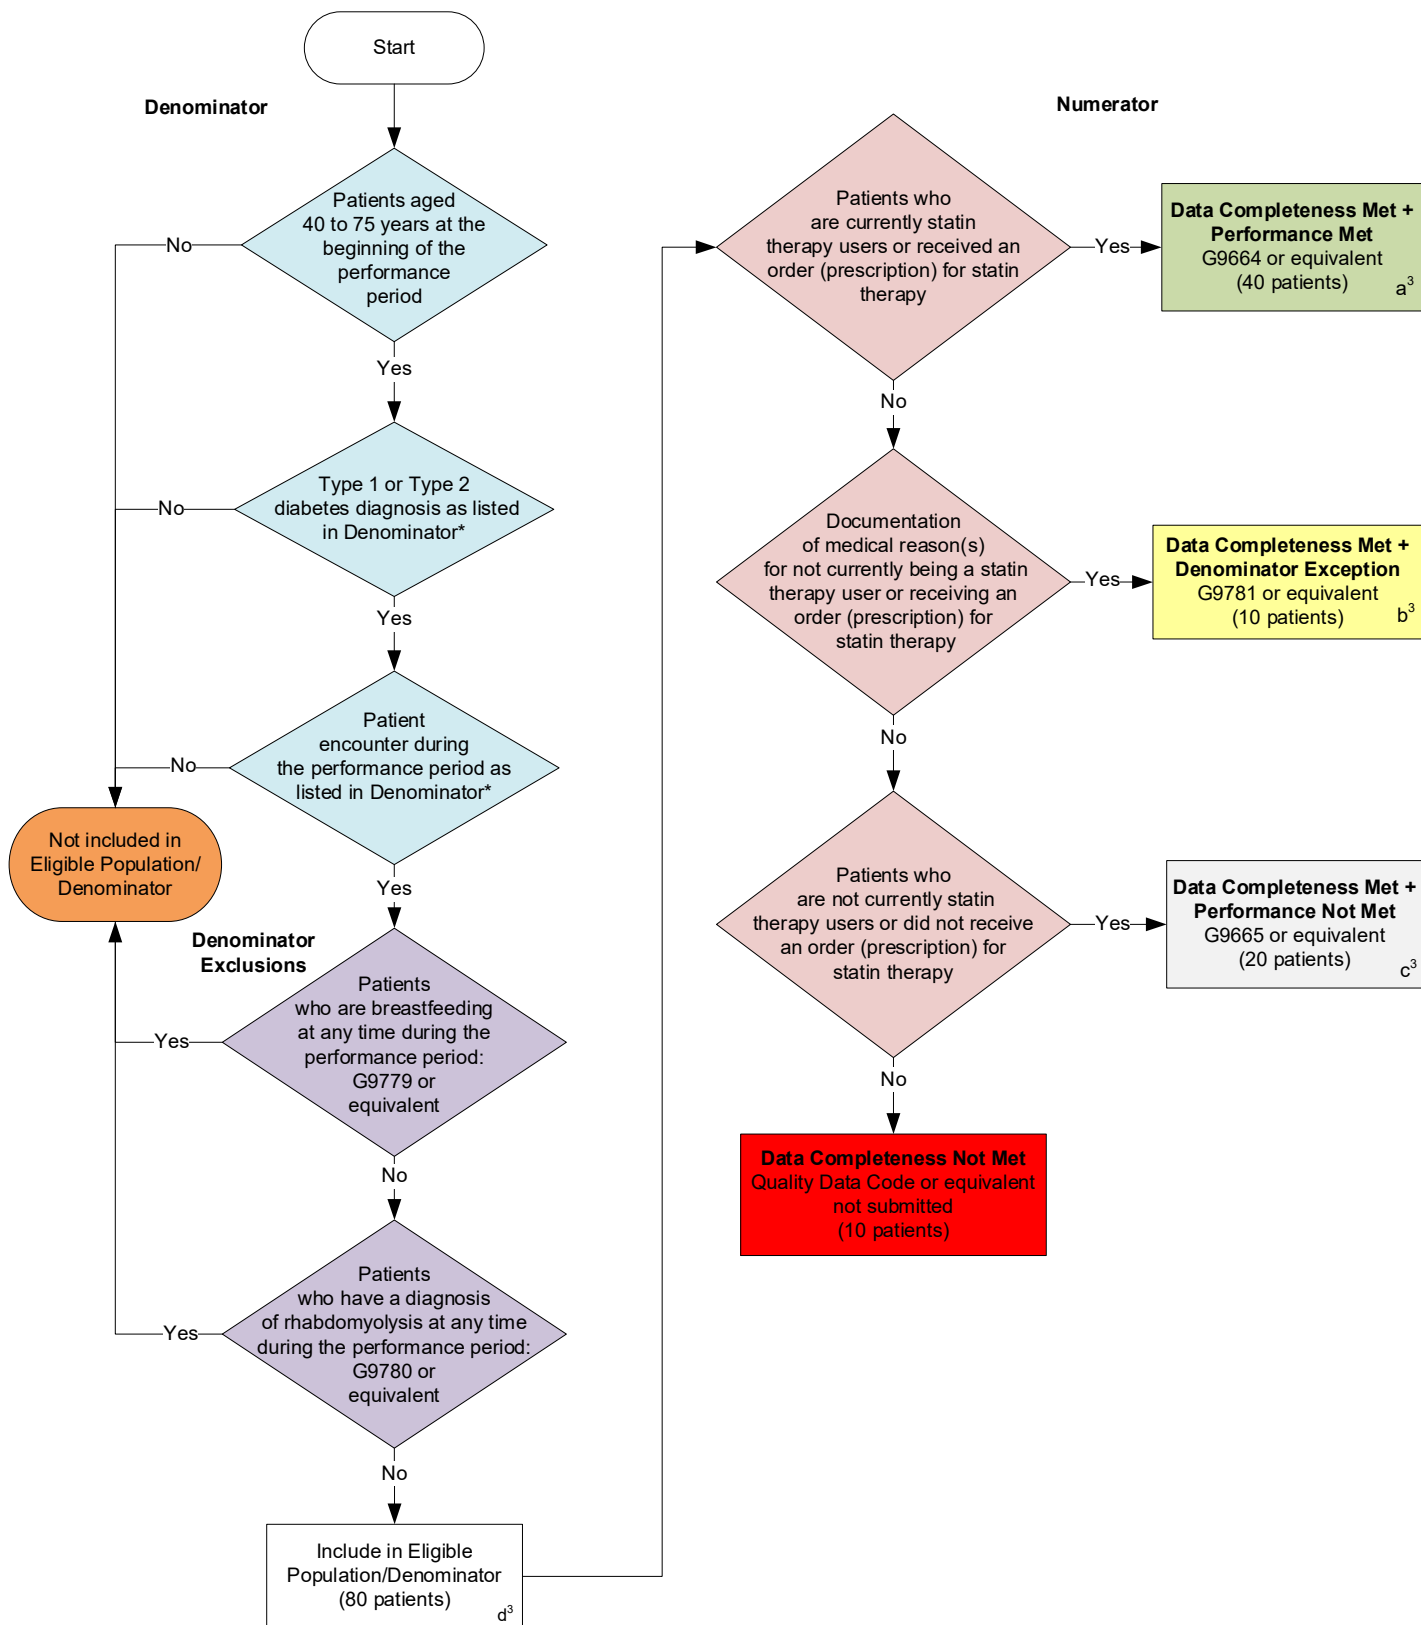 Start
Denominator
Patients aged
40 to 75 years at the
beginning of the
performance
period
No
Yes
Type 1 or Type 2
diabetes diagnosis as listed
in Denominator*
No
Yes
Patient
encounter during
the performance period as
listed in Denominator*
No
Yes
Not included in
Eligible Population/
Denominator
Denominator
Exclusions
Patients
who are breastfeeding
at any time during the
performance period:
G9779 or
equivalent
Yes
No
Patients
who have a diagnosis
of rhabdomyolysis at any time
during the performance period:
G9780 or
equivalent
Yes
No
Include in Eligible
Population/Denominator
(80 patients)
d³
Numerator
Patients who
are currently statin
therapy users or received an
order (prescription) for statin
therapy
Yes
Data Completeness Met +
Performance Met
G9664 or equivalent
(40 patients)
a³
No
Documentation
of medical reason(s)
for not currently being a statin
therapy user or receiving an
order (prescription) for
statin therapy
Yes
Data Completeness Met +
Denominator Exception
G9781 or equivalent
(10 patients)
b³
No
Patients who
are not currently statin
therapy users or did not receive
an order (prescription) for
statin therapy
Yes
Data Completeness Met +
Performance Not Met
G9665 or equivalent
(20 patients)
c³
No
Data Completeness Not Met
Quality Data Code or equivalent
not submitted
(10 patients)